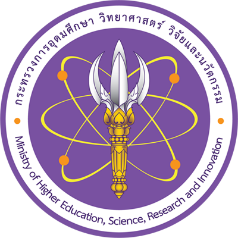 กระทรวงการอุดมศึกษา วิทยาศาสตร์ วิจัยและนวัตกรรม
Ministry of Higher Education, Science, Research and Innovation